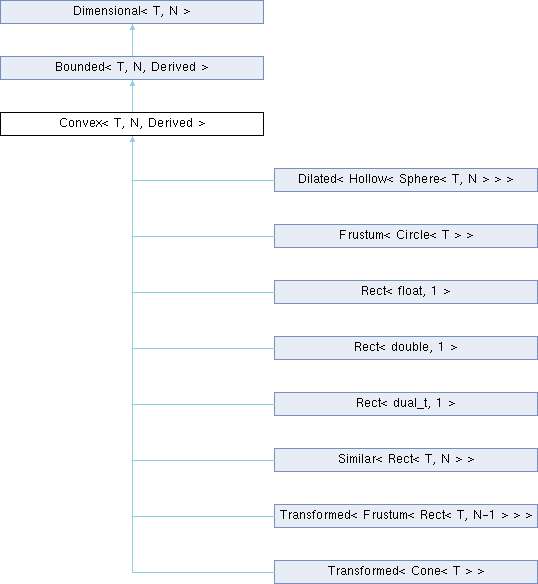 Dimensional< T, N >
Bounded< T, N, Derived >
Convex< T, N, Derived >
Dilated< Hollow< Sphere< T, N > > >
Frustum< Circle< T > >
Rect< float, 1 >
Rect< double, 1 >
Rect< dual_t, 1 >
Similar< Rect< T, N > >
Transformed< Frustum< Rect< T, N-1 > > >
Transformed< Cone< T > >